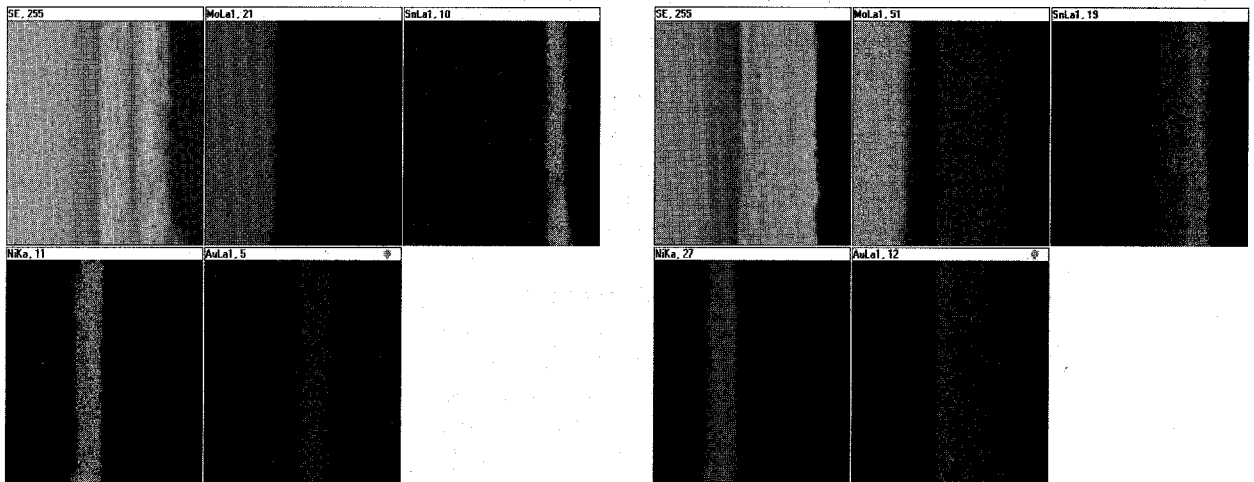 SE, 255
MoLa1, 21
SnLa1, 10
NiKa, 11
AuLa1, 5
SE, 255
MoLa1, 51
SnLa1, 19
NiKa, 27
AuLa1, 12